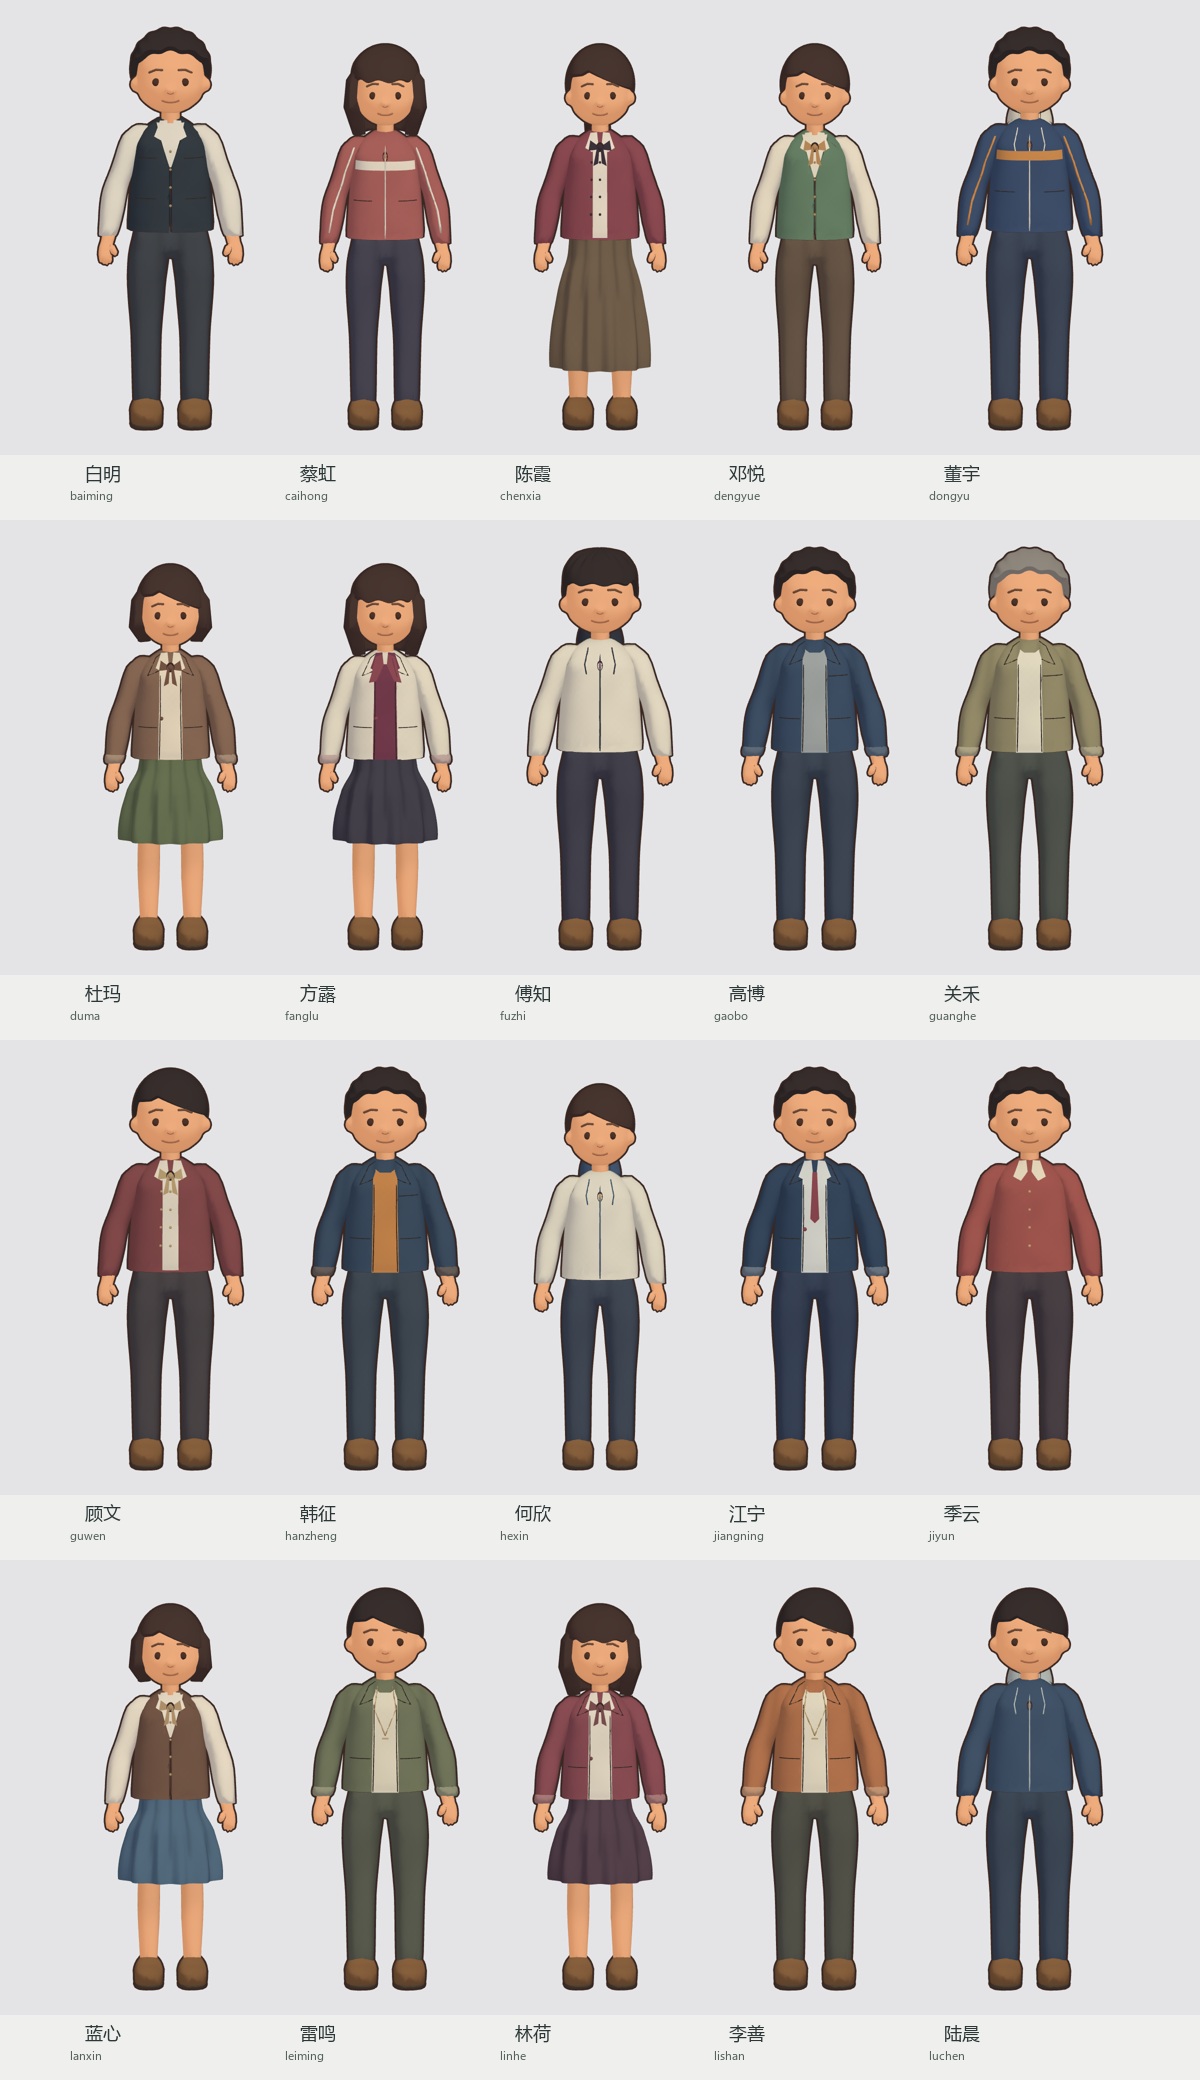 白明
baiming
蔡虹
caihong
陈霞
chenxia
邓悦
dengyue
董宇
dongyu
杜玛
duma
方露
fanglu
傅知
fuzhi
高博
gaobo
关禾
guanghe
顾文
guwen
韩征
hanzheng
何欣
hexin
江宁
jiangning
季云
jiyun
蓝心
lanxin
雷鸣
leiming
林荷
linhe
李善
lishan
陆晨
luchen